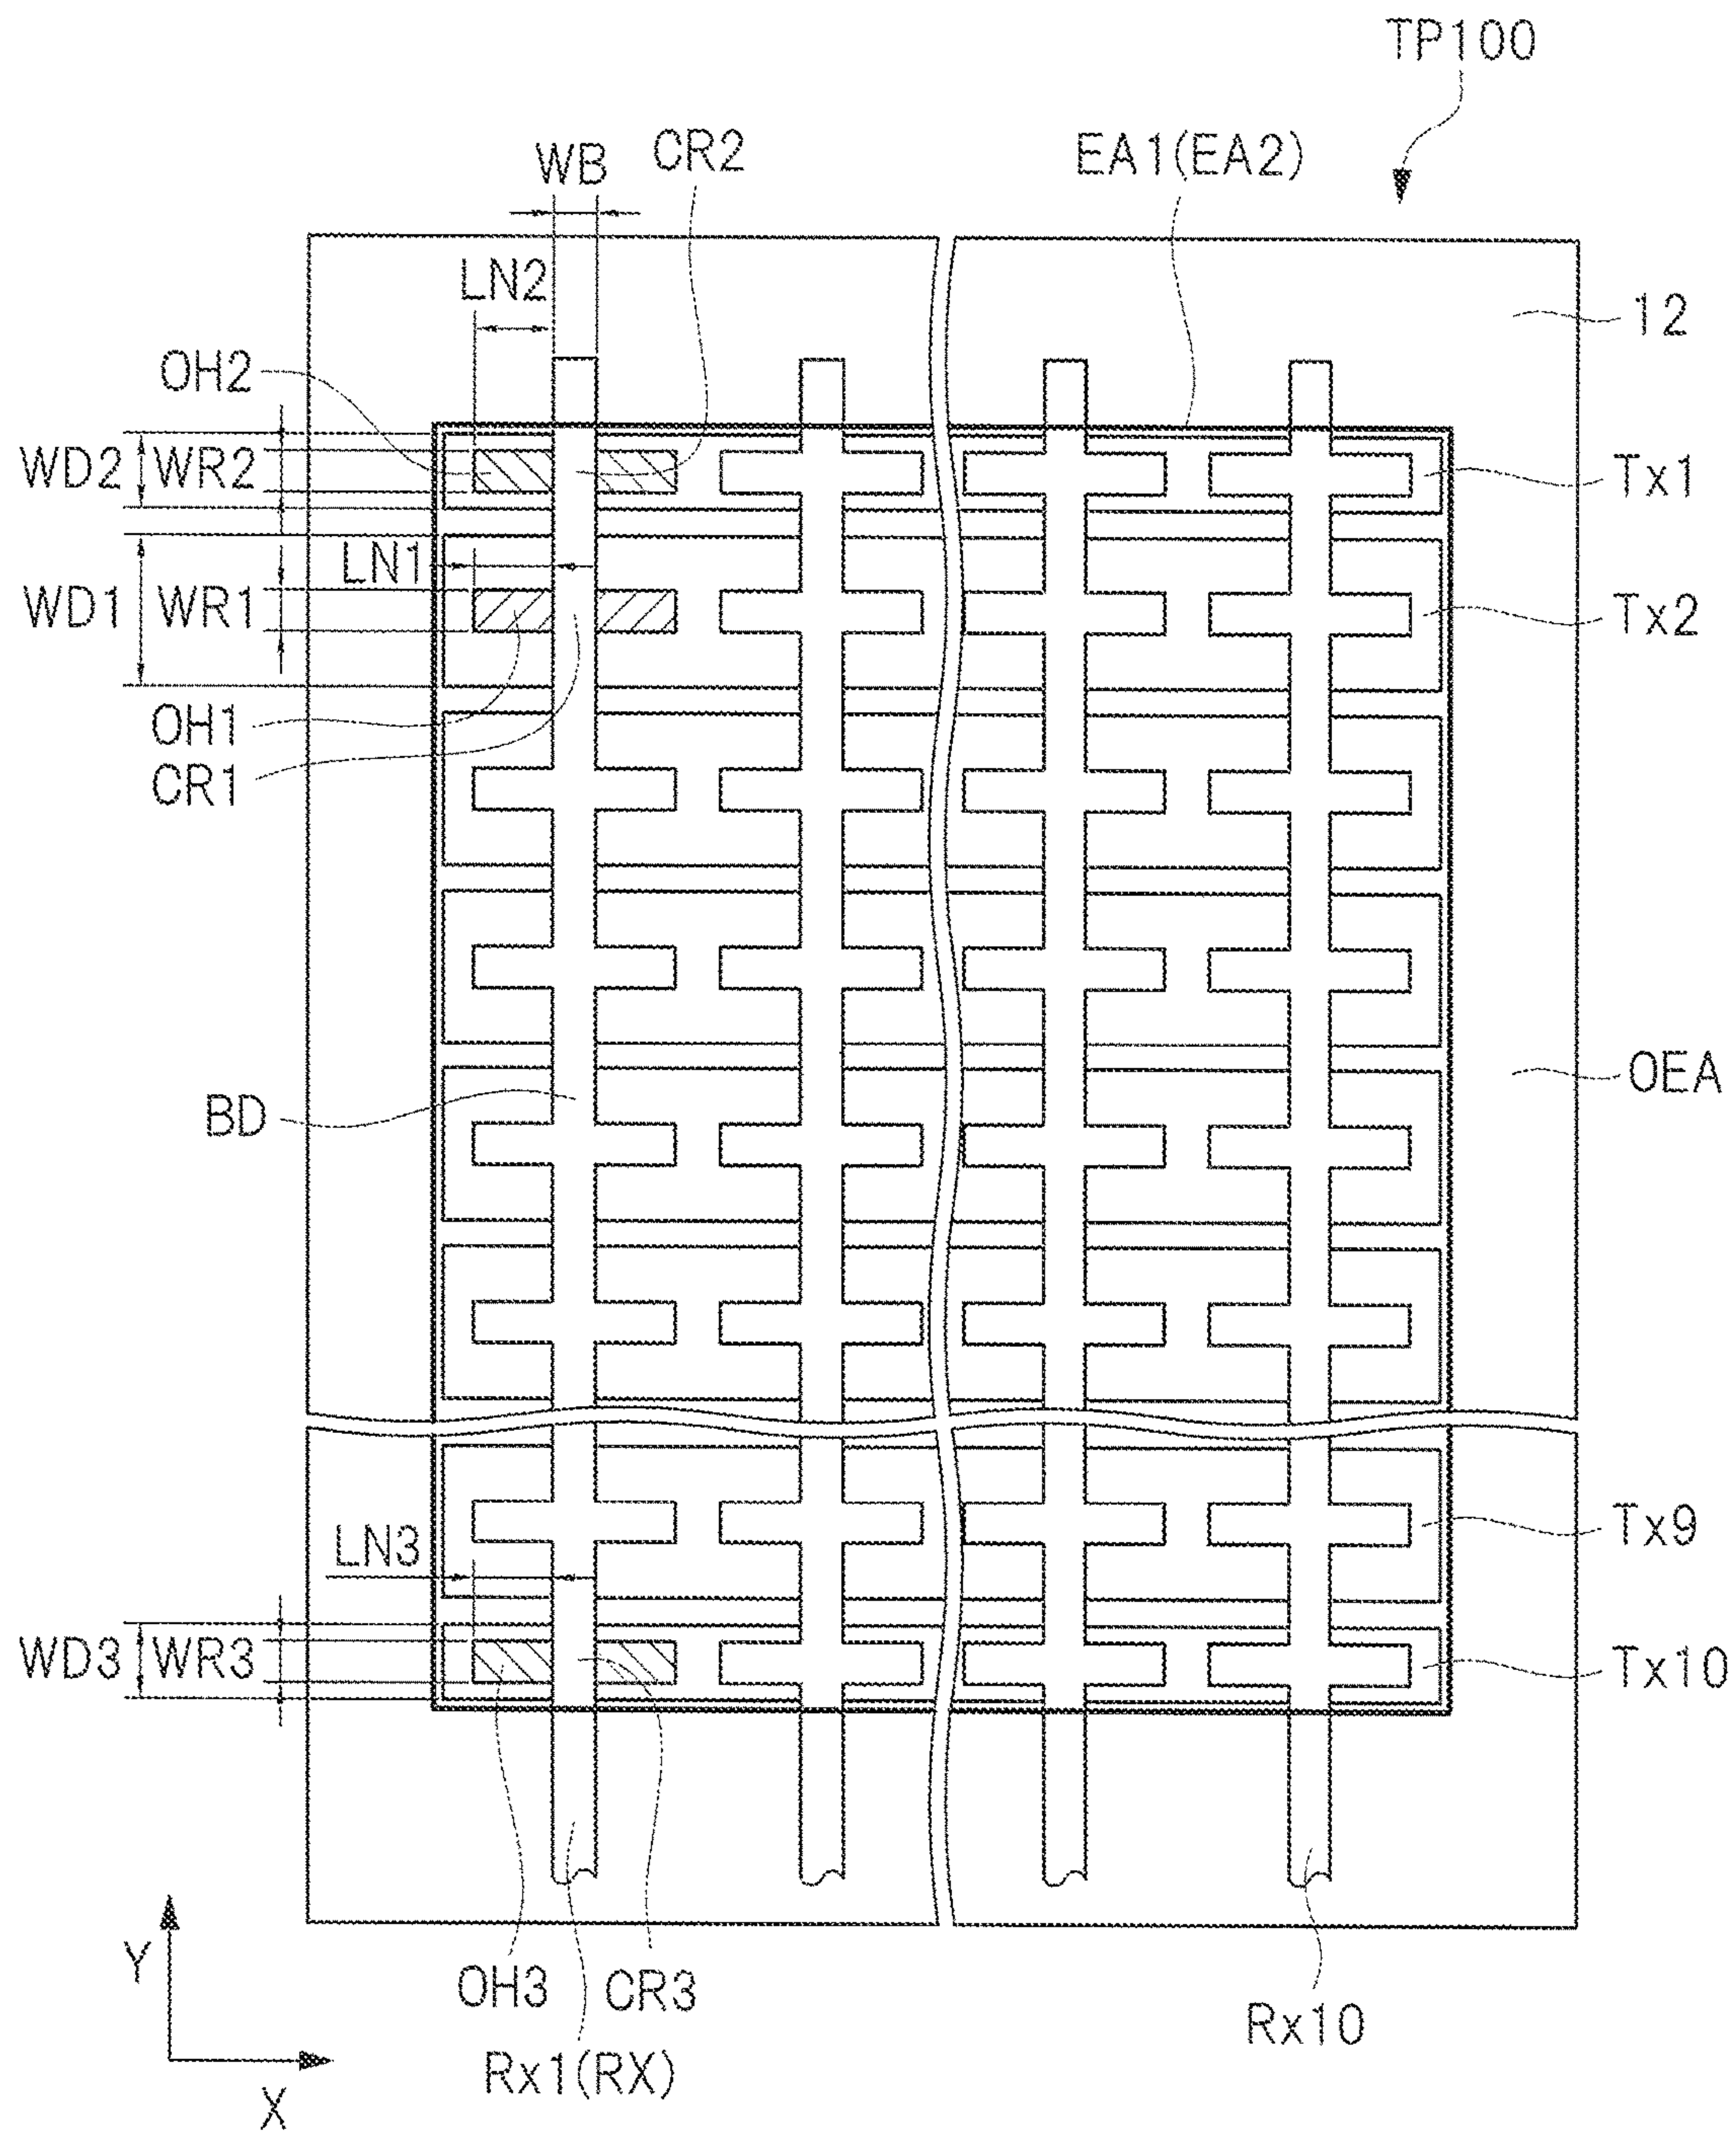 TP100
EA1(EA2)
WB
CR2
LN2
12
OH2
WD2
WR2
Tx1
LN1
WD1
WR1
Tx2
OH1
CR1
OEA
BD
LN3
Tx9
WD3
WR3
Tx10
Y
OH3
CR3
Rx10
Rx1(RX)
X